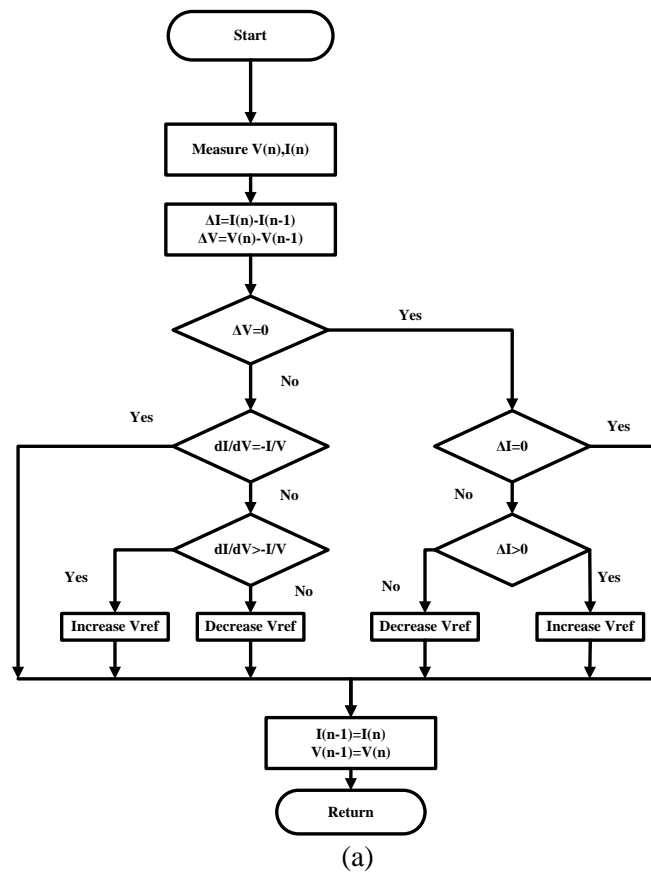 Start
Measure V(n),I(n)
ΔI=I(n)-I(n-1)
ΔV=V(n)-V(n-1)
ΔV=0
Yes
No
Yes
dI/dV=-I/V
ΔI=0
Yes
No
No
dI/dV>-I/V
ΔI>0
Yes
No
No
Yes
Increase Vref
Decrease Vref
Decrease Vref
Increase Vref
I(n-1)=I(n)
V(n-1)=V(n)
Return
(a)